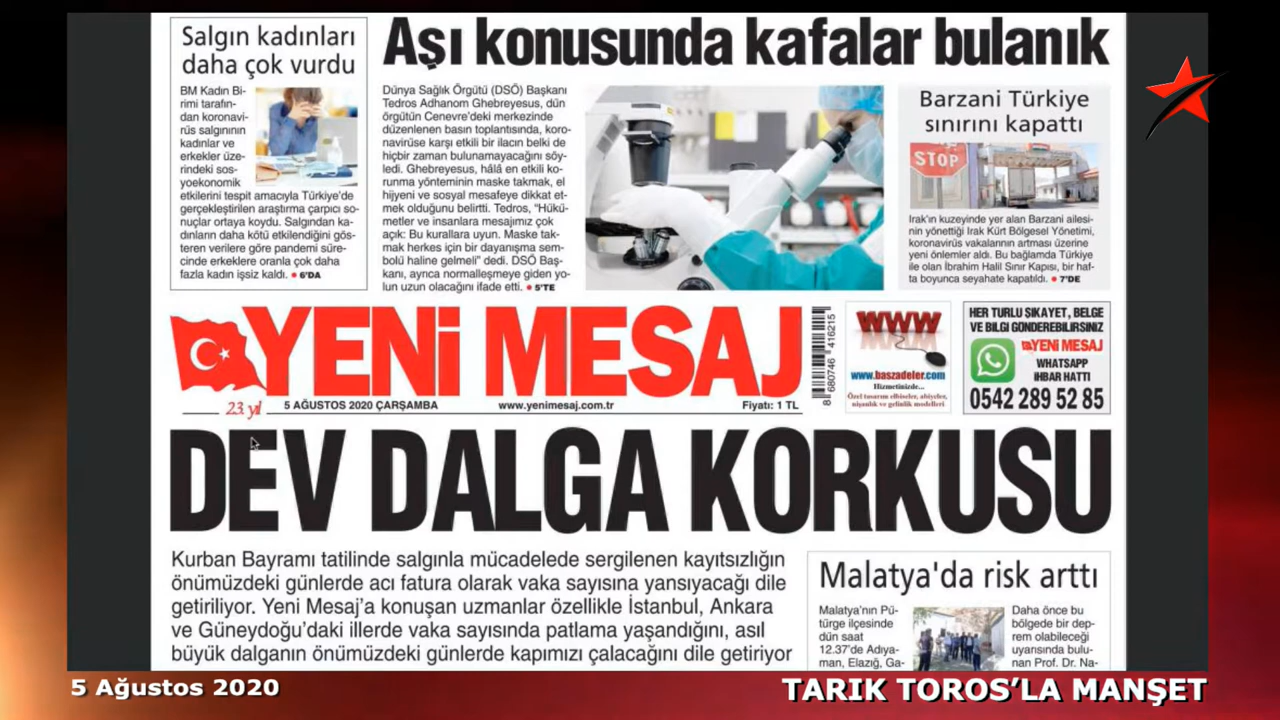 Salgın kadınları
daha çok vurdu
BM Kadın Bi-
rimi tarafın-
dan koronavi-
rüs salgınının
kadınlar ve
erkekler üze-
rindeki sos-
yoekonomik
etkilerini tespit amacıyla Türkiye'de
gerçekleştirilen araştırma çarpıcı so-
nuçlar ortaya koydu. Salgından ka-
dınların daha kötü etkilendiğini gös-
teren verilere göre pandemi süre-
cinde erkeklere oranla çok daha
fazla kadın işsiz kaldı. ● 6'DA
Aşı konusunda kafalar bulanık
Dünya Sağlık Örgütü (DSÖ) Başkanı
Tedros Adhanom Ghebreyesus, dün
örgütün Cenevre'deki merkezinde
düzenlenen basın toplantısında, koro-
navirüse karşı etkili bir ilacın belki de
hiçbir zaman bulunamayacağını söy-
ledi. Ghebreyesus, hâlâ en etkili ko-
runma yönteminin maske takmak, el
hijyeni ve sosyal mesafeye dikkat et-
mek olduğunu belirtti. Tedros, "Hükü-
metler ve insanlara mesajımız çok
açık: Bu kurallara uyun. Maske tak-
mak herkes için bir dayanışma sem-
bolü haline gelmeli" dedi. DSÖ Baş-
kanı, ayrıca normalleşmeye giden yo-
lun uzun olacağını ifade etti. ● 5'TE
Barzani Türkiye
sınırını kapattı
STOP
Irak'ın kuzeyinde yer alan Barzani ailesi-
nin yönettiği Irak Kürt Bölgesel Yönetimi,
koronavirüs vakalarının artması üzerine
yeni önlemler aldı. Bu bağlamda Türkiye
ile olan İbrahim Halil Sınır Kapısı, bir haf-
ta boyunca seyahate kapatıldı. ● 7'DE
YENİ MESAJ
23. yıl
5 AĞUSTOS 2020 ÇARŞAMBA
www.yenimesaj.com.tr
Fiyatı: 1 TL
8 680746 416215
WWW
www.baszadeler.com
Hizmetinizde...
Özel tasarım elbiseler, abiyeler,
nişanlık ve gelinlik modelleri
HER TURLU ŞIKAYET, BELGE
VE BILGI GONDEREBILIRSINIZ
YENİ MESAJ
WHATSAPP
iHBAR HATTI
0542 289 52 85
DEV DALGA KORKUSU
Kurban Bayramı tatilinde salgınla mücadelede sergilenen kayıtsızlığın
önümüzdeki günlerde acı fatura olarak vaka sayısına yansıyacağı dile
getiriliyor. Yeni Mesaj'a konuşan uzmanlar özellikle İstanbul, Ankara
ve Güneydoğu'daki illerde vaka sayısında patlama yaşandığını, asıl
büyük dalganın önümüzdeki günlerde kapımızı çalacağını dile getiriyor
Malatya'da risk arttı
Malatya'nın Pü-
türge ilçesinde
dün saat
12.37'de Adıya-
man, Elazığ, Ga-
Daha önce bu
bölgede bir dep-
rem olabileceği
uyarısında bulu-
nan Prof. Dr. Na-
5 Ağustos 2020
TARIK TOROS'LA MANŞET